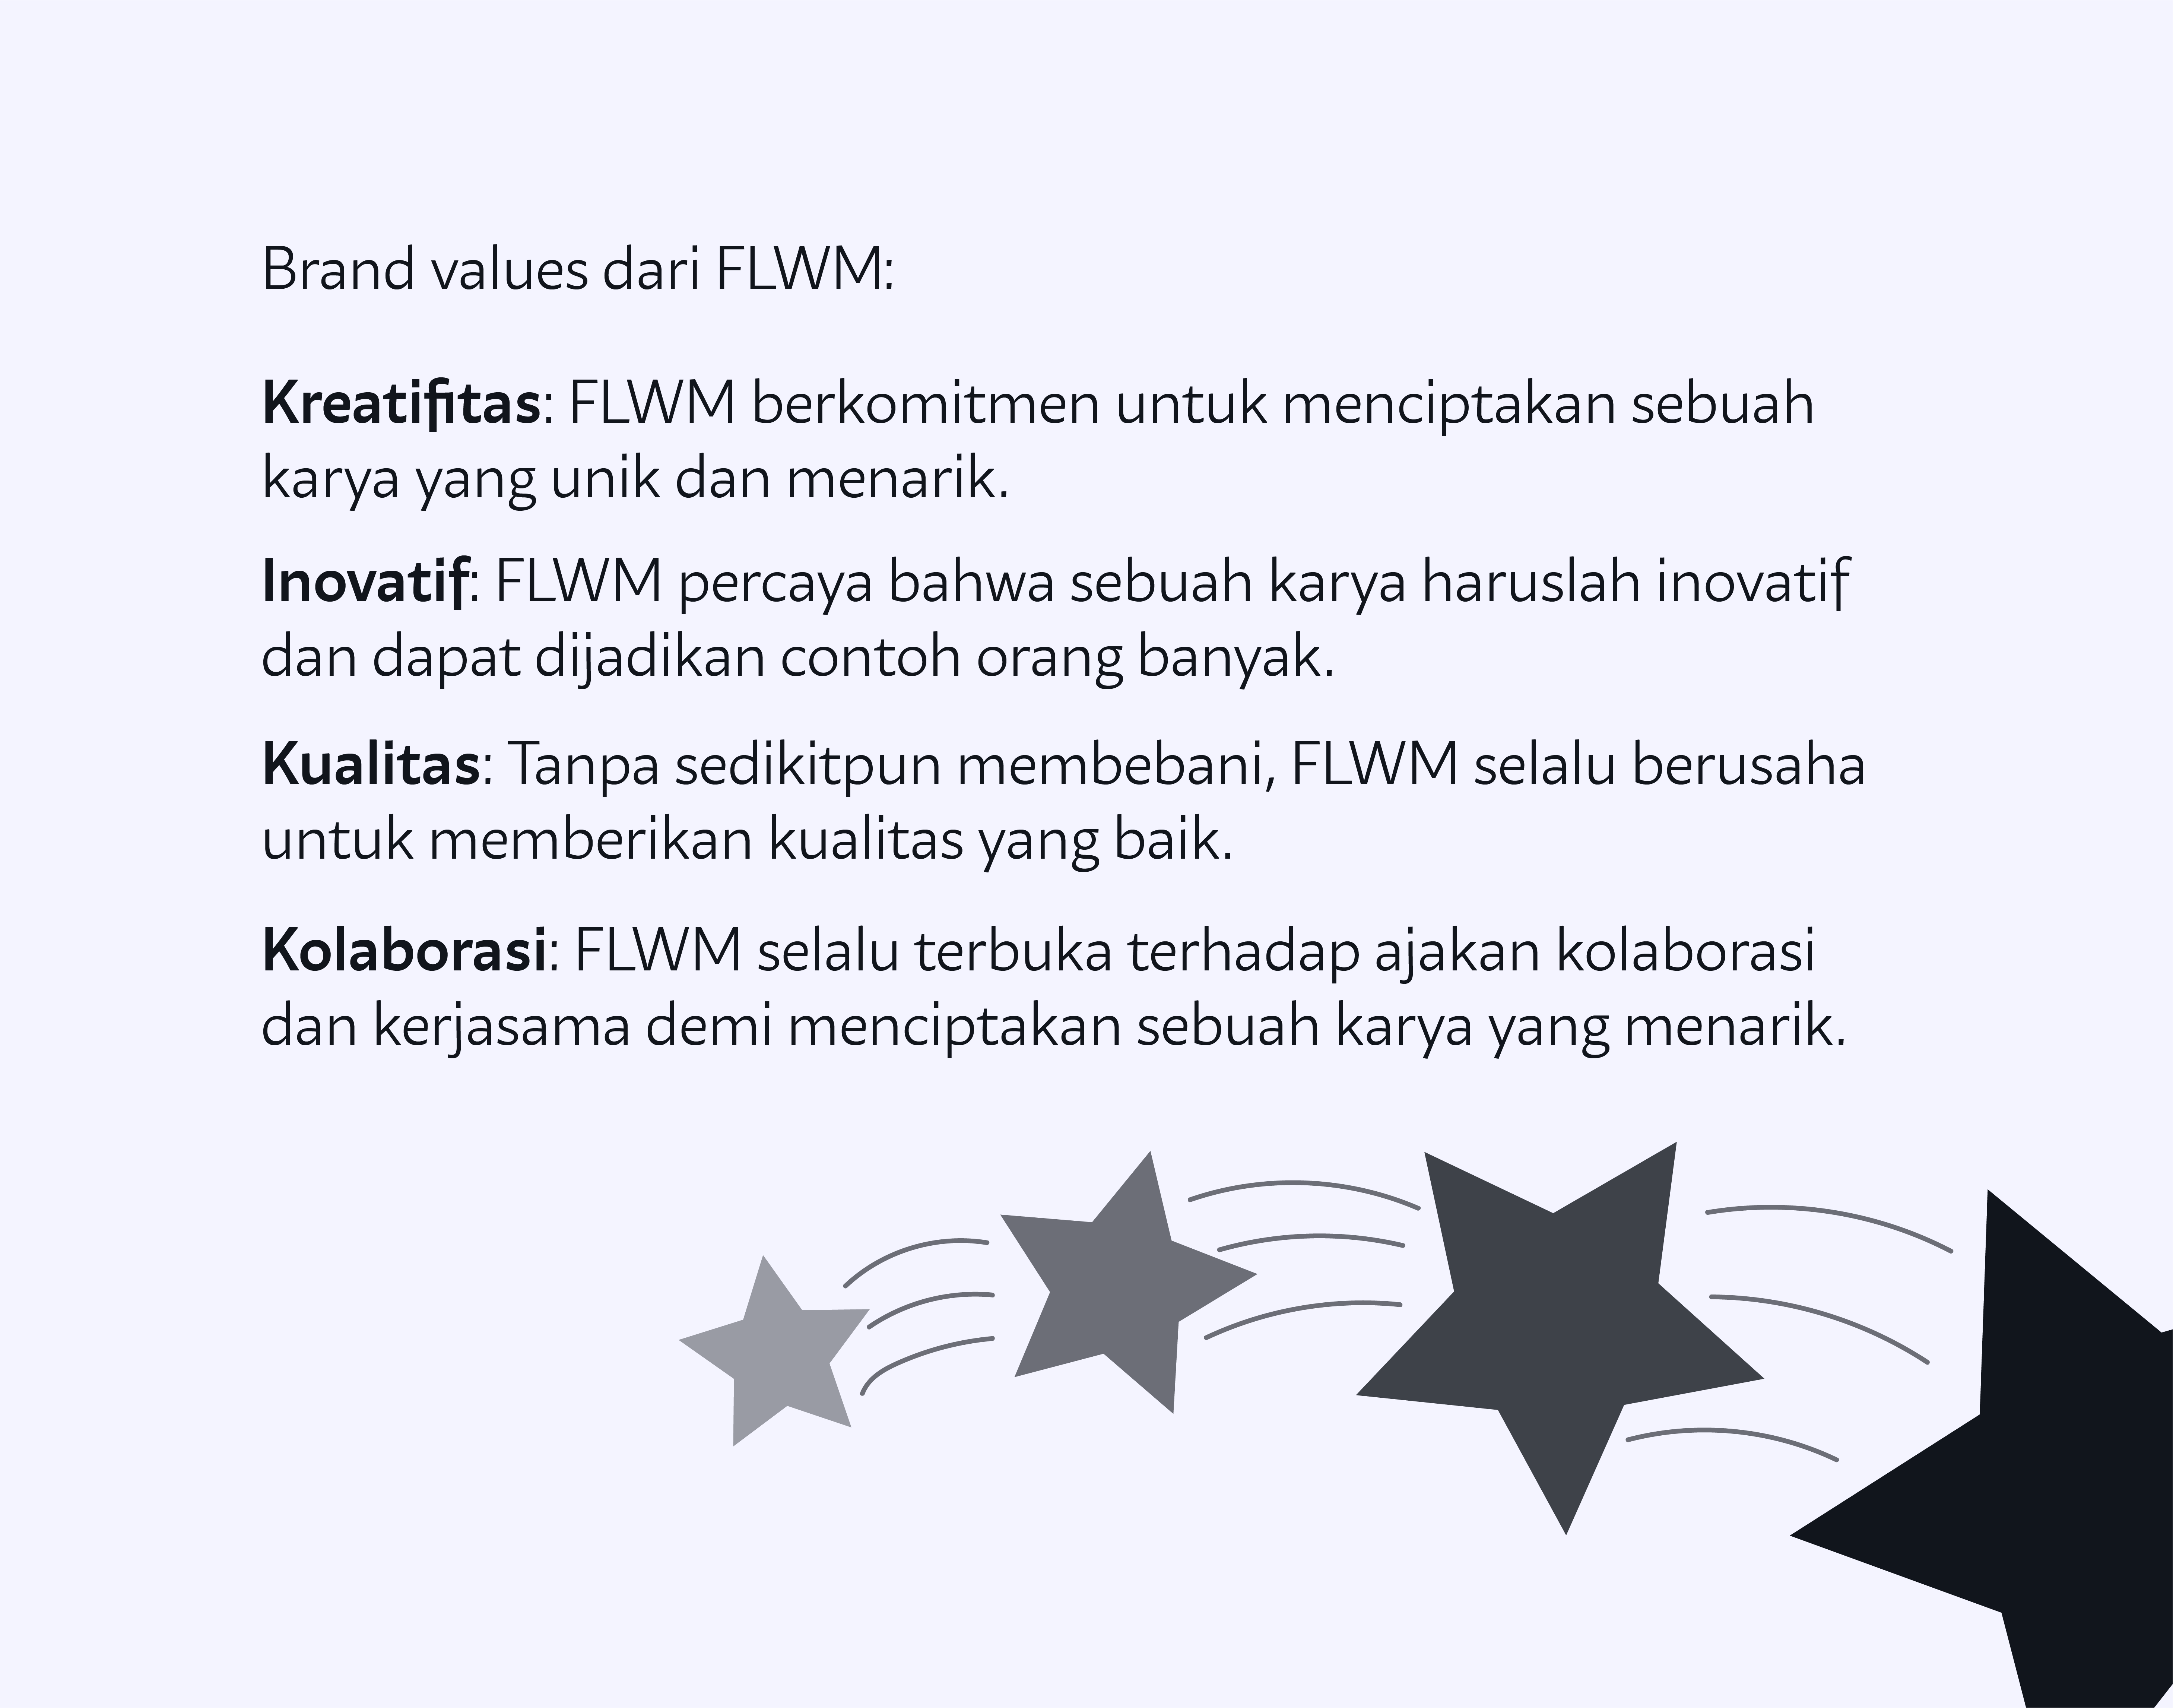 Brand values dari FLWM:
Kreatifitas: FLWM berkomitmen untuk menciptakan sebuah
karya yang unik dan menarik.
Inovatif: FLWM percaya bahwa sebuah karya haruslah inovatif
dan dapat dijadikan contoh orang banyak.
Kualitas: Tanpa sedikitpun membebani, FLWM selalu berusaha
untuk memberikan kualitas yang baik.
Kolaborasi: FLWM selalu terbuka terhadap ajakan kolaborasi
dan kerjasama demi menciptakan sebuah karya yang menarik.